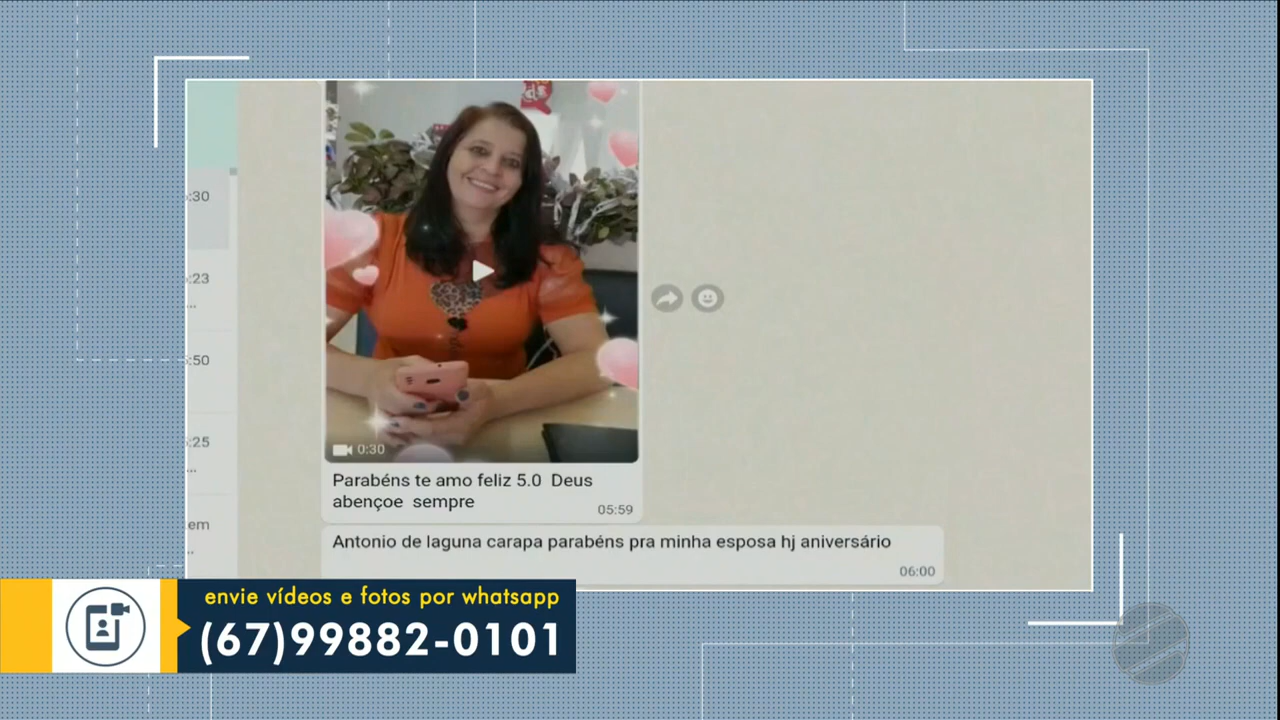 :30
:23
...
:50
:25
...
em
...
0:30
Parabéns te amo feliz 5.0 Deus
abençoe sempre
05:59
Antonio de laguna carapa parabéns pra minha esposa hj aniversário
06:00
envie vídeos e fotos por whatsapp
(67)99882-0101